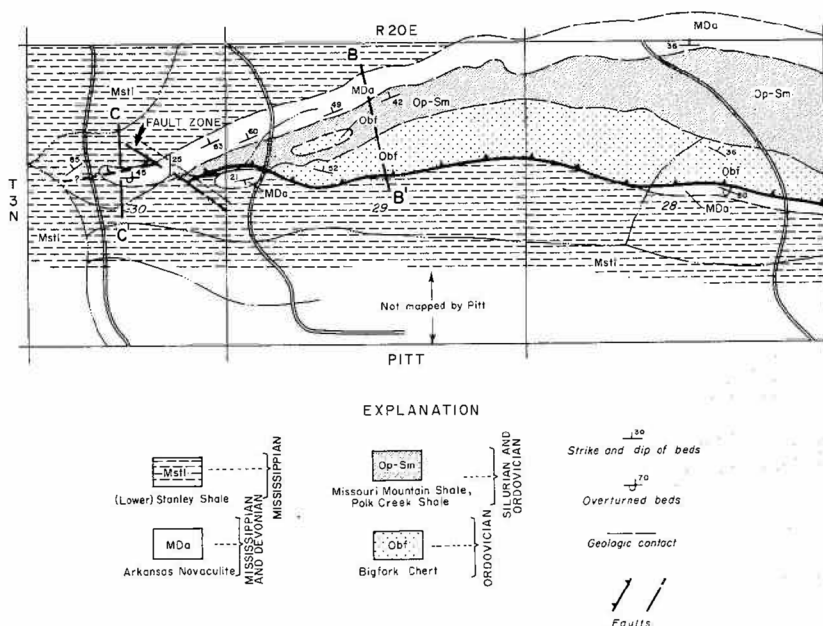 R 20E
MDa
36
B
Mstl
MDa
49
42
Op-Sm
Op-Sm
C
FAULT ZONE
60
Obf
63
Obf
36
Obf
85
?
45
25
52
T
3
N
21
MDa
B'
60
30
29
28
MDa
C'
Mstl
Mstl
Not mapped by Pitt
PITT
EXPLANATION
Mstl
(Lower) Stanley Shale
MISSISSIPPIAN
Op-Sm
Missouri Mountain Shale,
Polk Creek Shale
SILLURIAN AND
ORDOVICIAN
30
Strike and dip of beds
70
Overturned beds
MDa
Arkansas Novaculite
MISSISSIPPIAN
AND DEVONIAN
Obf
Bigfork Chert
ORDOVICIAN
Geologic contact
Faults